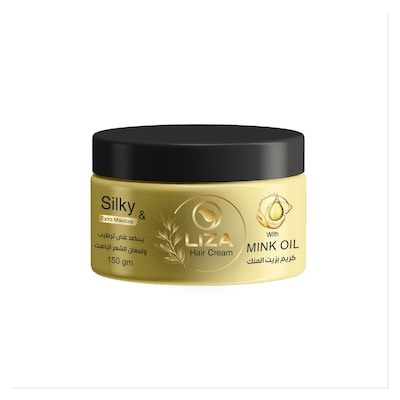 Silky &
Extra Moisture
يساعد على ترطيب
ولمعان الشعر الباهت
150 gm
LIZA
Hair Cream
With
MINK OIL
كريم بزيت المنك